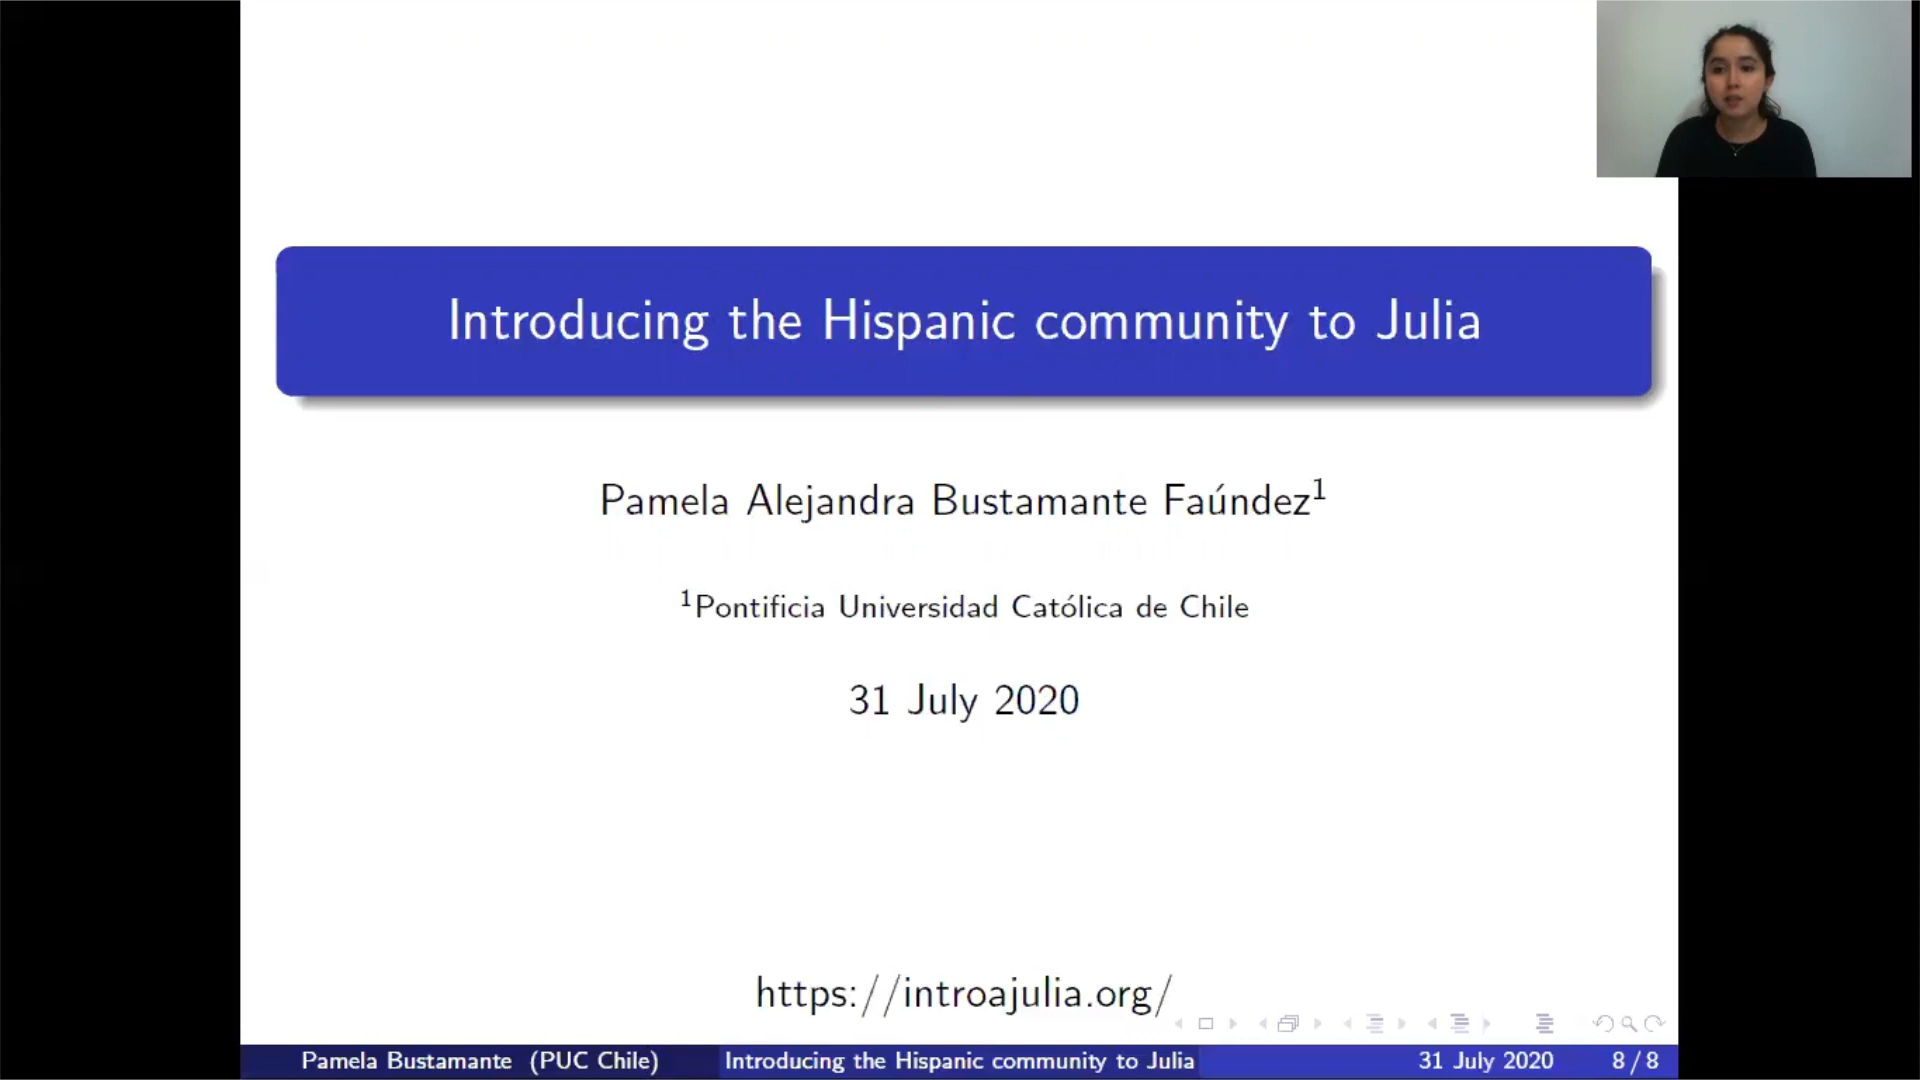 Introducing the Hispanic community to Julia
Pamela Alejandra Bustamante Faúndez¹
¹Pontificia Universidad Católica de Chile
31 July 2020
https://introajulia.org/
Pamela Bustamante (PUC Chile) Introducing the Hispanic community to Julia 31 July 2020 8 / 8